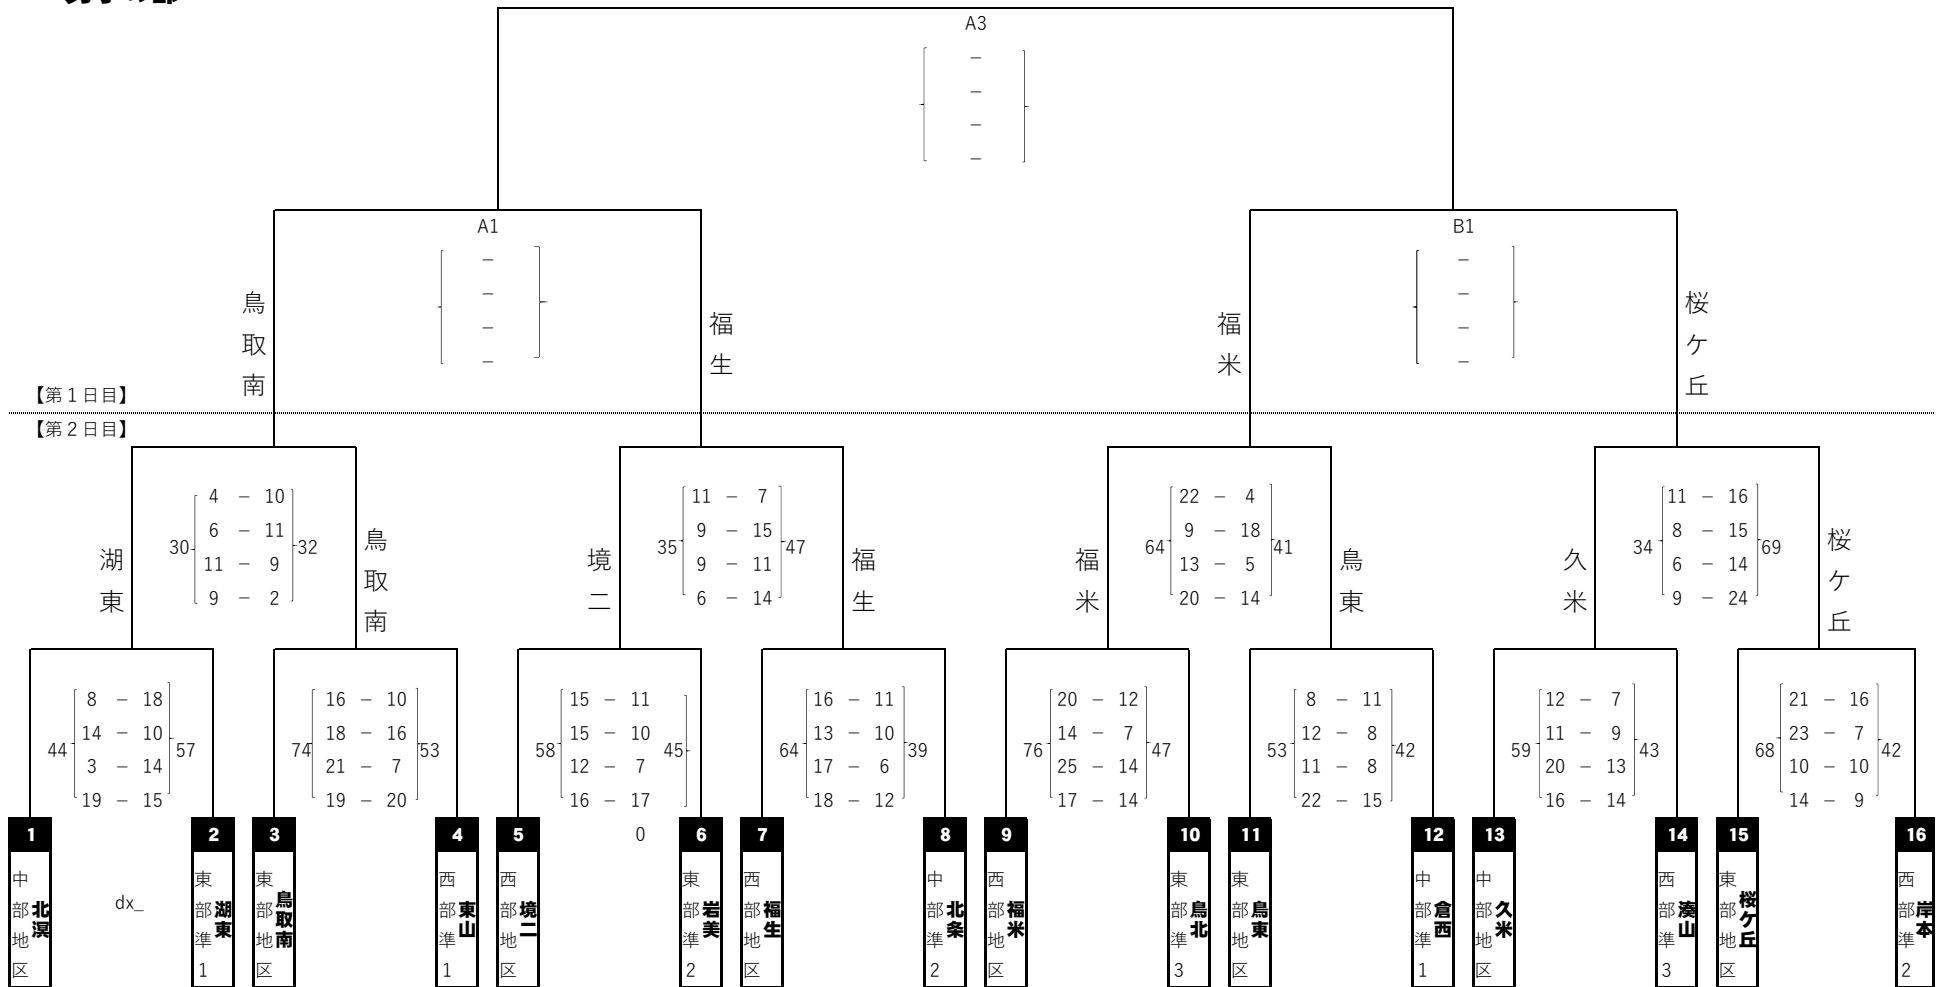 A3
–
–
–
–
A1
B1
–
–
–
–
–
–
–
–
鳥取南
福生
福米
桜ケ丘
【第１日目】
【第２日目】
湖東
30
4 – 10
6 – 11
11 – 9
9 – 2
32
鳥取南
境二
35
11 – 7
9 – 15
9 – 11
6 – 14
47
福生
福米
64
22 – 4
9 – 18
13 – 5
20 – 14
41
鳥東
久米
34
11 – 16
8 – 15
6 – 14
9 – 24
69
桜ケ丘
44
8 – 18
14 – 10
3 – 14
19 – 15
57
74
16 – 10
18 – 16
21 – 7
19 – 20
53
58
15 – 11
15 – 10
12 – 7
16 – 17
45
0
64
16 – 11
13 – 10
17 – 6
18 – 12
39
76
20 – 12
14 – 7
25 – 14
17 – 14
47
53
8 – 11
12 – 8
11 – 8
22 – 15
42
59
12 – 7
11 – 9
20 – 13
16 – 14
43
68
21 – 16
23 – 7
10 – 10
14 – 9
42
1
中部地区
北溟
dx_
2
東部準1
湖東
3
東部地区
鳥取南
4
西部準1
東山
5
西部地区
境二
6
東部準2
岩美
7
西部地区
福生
8
中部準2
北条
9
西部地区
福米
10
東部準3
鳥北
11
東部地区
鳥東
12
中部準1
倉西
13
中部地区
久米
14
西部準3
湊山
15
東部地区
桜ケ丘
16
西部準2
岸本